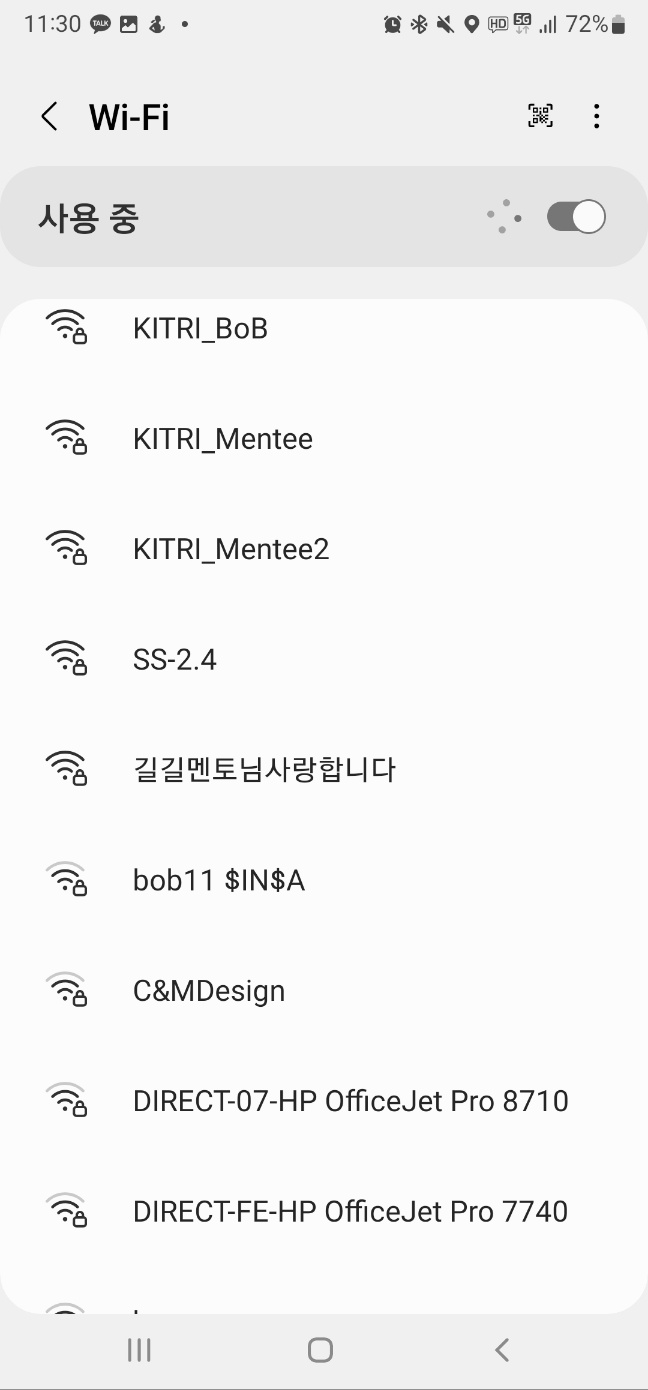 11:30 TALK HD 5G 72%
Wi-Fi
사용 중
KITRI_BoB
KITRI_Mentee
KITRI_Mentee2
SS-2.4
길길멘토님사랑합니다
bob11 $IN$A
C&MDesign
DIRECT-07-HP OfficeJet Pro 8710
DIRECT-FE-HP OfficeJet Pro 7740